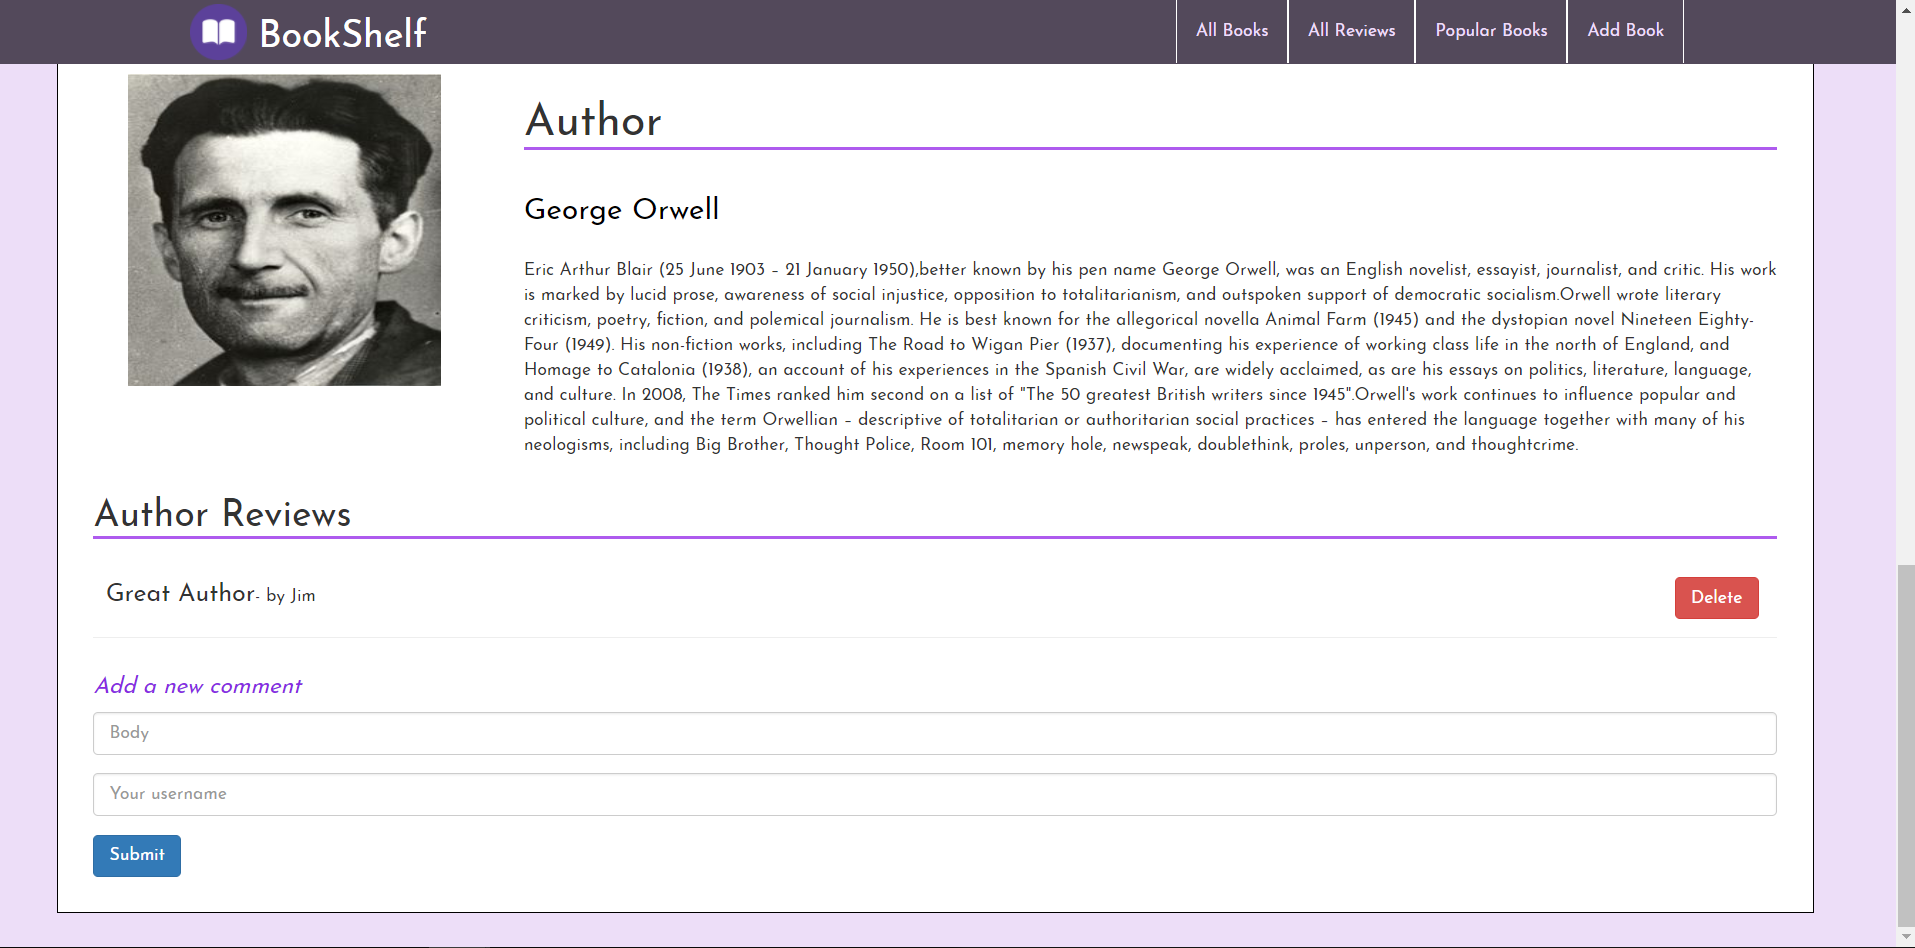 BookShelf
All Books
All Reviews
Popular Books
Add Book
Author
George Orwell
Eric Arthur Blair (25 June 1903 – 21 January 1950),better known by his pen name George Orwell, was an English novelist, essayist, journalist, and critic. His work
is marked by lucid prose, awareness of social injustice, opposition to totalitarianism, and outspoken support of democratic socialism.Orwell wrote literary
criticism, poetry, fiction, and polemical journalism. He is best known for the allegorical novella Animal Farm (1945) and the dystopian novel Nineteen Eighty-
Four (1949). His non-fiction works, including The Road to Wigan Pier (1937), documenting his experience of working class life in the north of England, and
Homage to Catalonia (1938), an account of his experiences in the Spanish Civil War, are widely acclaimed, as are his essays on politics, literature, language,
and culture. In 2008, The Times ranked him second on a list of "The 50 greatest British writers since 1945".Orwell's work continues to influence popular and
political culture, and the term Orwellian – descriptive of totalitarian or authoritarian social practices – has entered the language together with many of his
neologisms, including Big Brother, Thought Police, Room 101, memory hole, newspeak, doublethink, proles, unperson, and thoughtcrime.
Author Reviews
Great Author- by Jim
Delete
Add a new comment
Body
Your username
Submit